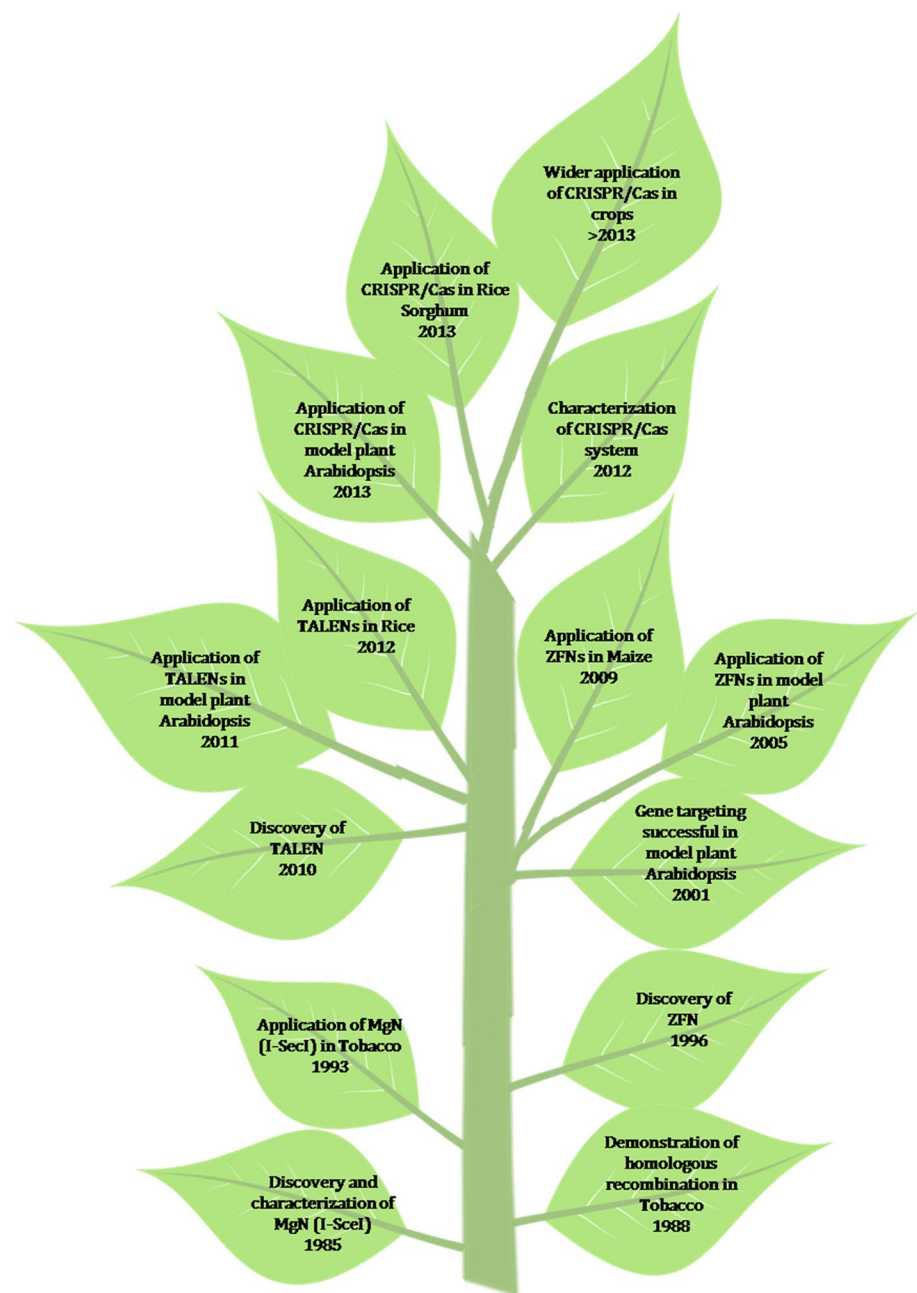 Wider application
of CRISPR/Cas in
crops
>2013
Application of
CRISPR/Cas in Rice
Sorghum
2013
Application of
CRISPR/Cas in
model plant
Arabidopsis
2013
Characterization
of CRISPR/Cas
system
2012
Application of
TALENs in Rice
2012
Application of
ZFNs in Maize
2009
Application of
TALENs in
model plant
Arabidopsis
2011
Application of
ZFNs in model
plant
Arabidopsis
2005
Discovery of
TALEN
2010
Gene targeting
successful in
model plant
Arabidopsis
2001
Application of MgN
(I-SecI) in Tobacco
1993
Discovery of
ZFN
1996
Discovery and
characterization of
MgN (I-SceI)
1985
Demonstration of
homologous
recombination in
Tobacco
1988